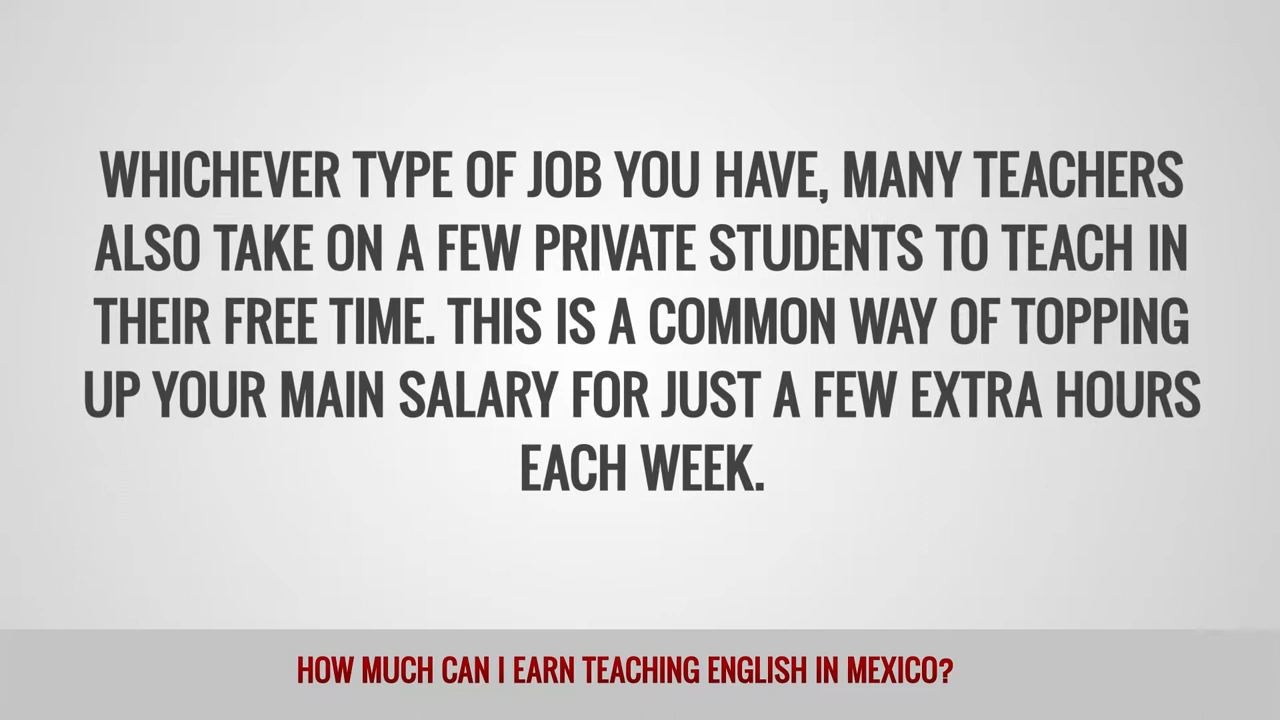 WHICHEVER TYPE OF JOB YOU HAVE, MANY TEACHERS
ALSO TAKE ON A FEW PRIVATE STUDENTS TO TEACH IN
THEIR FREE TIME. THIS IS A COMMON WAY OF TOPPING
UP YOUR MAIN SALARY FOR JUST A FEW EXTRA HOURS
EACH WEEK.
HOW MUCH CAN I EARN TEACHING ENGLISH IN MEXICO?